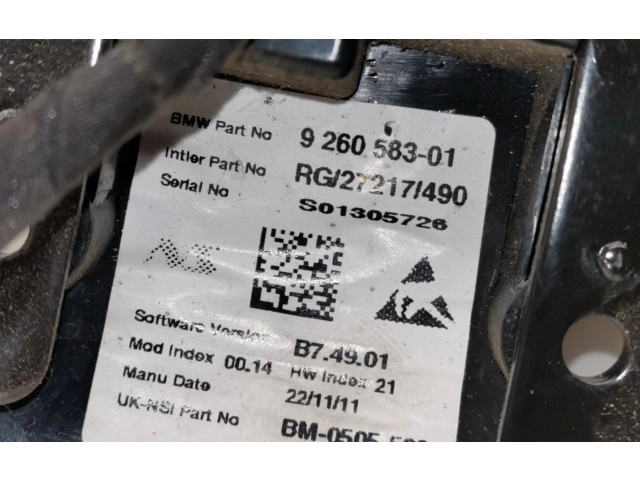 BMW Part No 9 260 583-01
Intier Part No RG/27217/490
Serial No S01305726
Software Version B7.49.01
Mod Index 00.14 HW Index 21
Manu Date 22/11/11
UK-NSI Part No BM-0505-